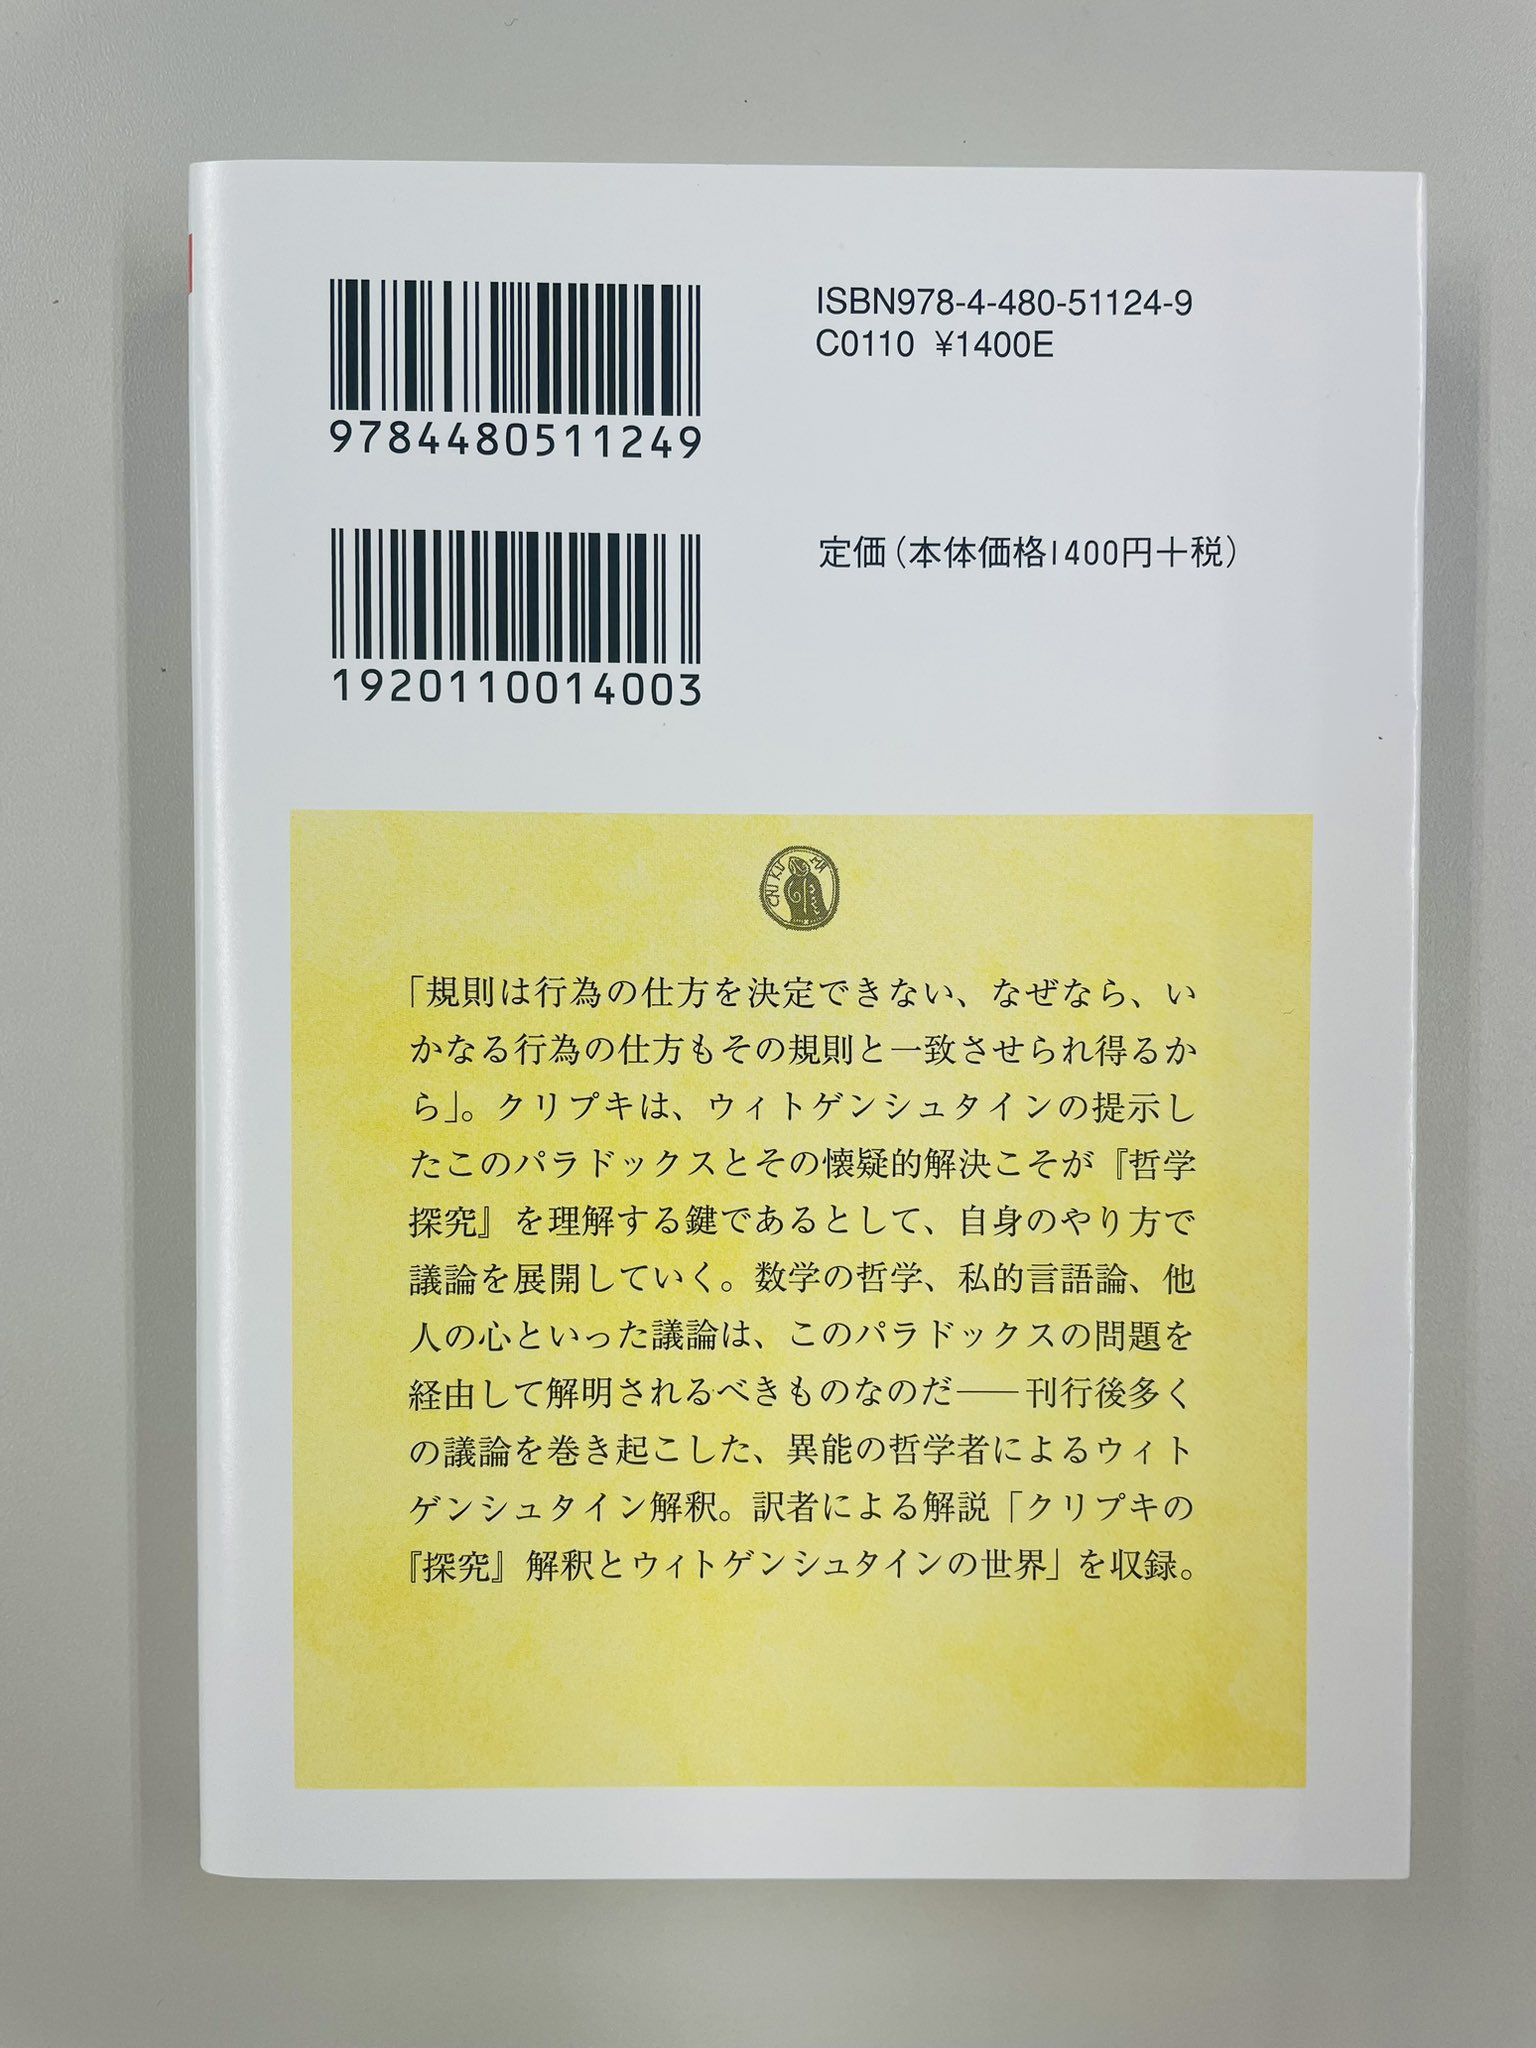 9784480511249
ISBN978-4-480-51124-9
C0110 ¥1400E
1920110014003
定価(本体価格1400円+税)
CHIKUMA
「規則は行為の仕方を決定できない、なぜなら、い
かなる行為の仕方もその規則と一致させられ得るか
ら」。クリプキは、ウィトゲンシュタインの提示し
たこのパラドックスとその懐疑的解決こそが『哲学
探究』を理解する鍵であるとして、自身のやり方で
議論を展開していく。数学の哲学、私的言語論、他
人の心といった議論は、このパラドックスの問題を
経由して解明されるべきものなのだ——刊行後多く
の議論を巻き起こした、異能の哲学者によるウィト
ゲンシュタイン解釈。訳者による解説「クリプキの
『探究』解釈とウィトゲンシュタインの世界」を収録。